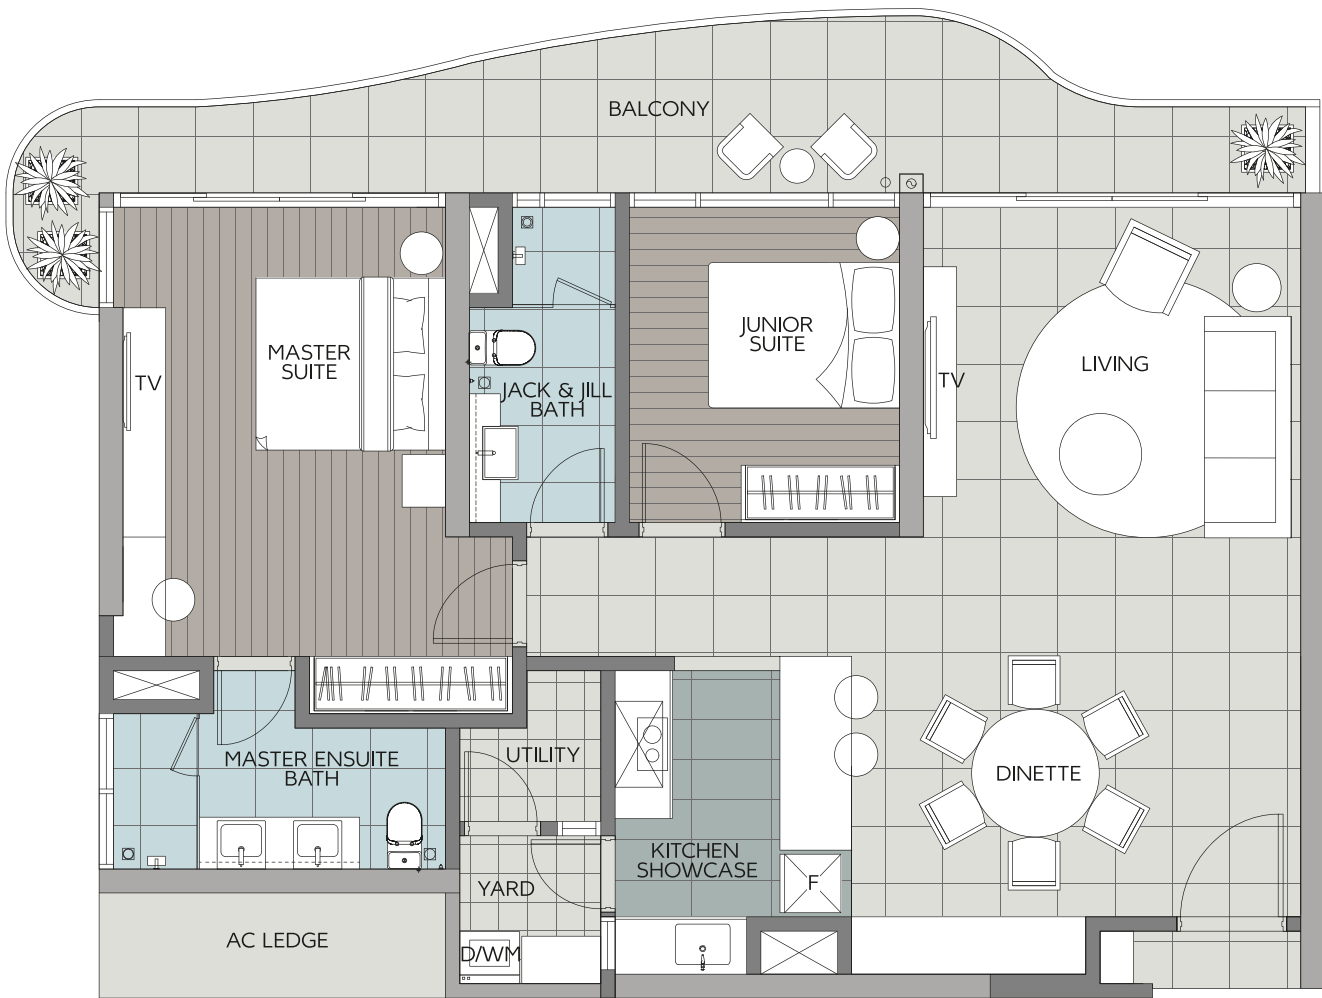 BALCONY
MASTER
SUITE
TV
JACK & JILL
BATH
JUNIOR
SUITE
TV
LIVING
MASTER ENSUITE
BATH
UTILITY
DINETTE
KITCHEN
SHOWCASE
F
YARD
AC LEDGE
D/WM